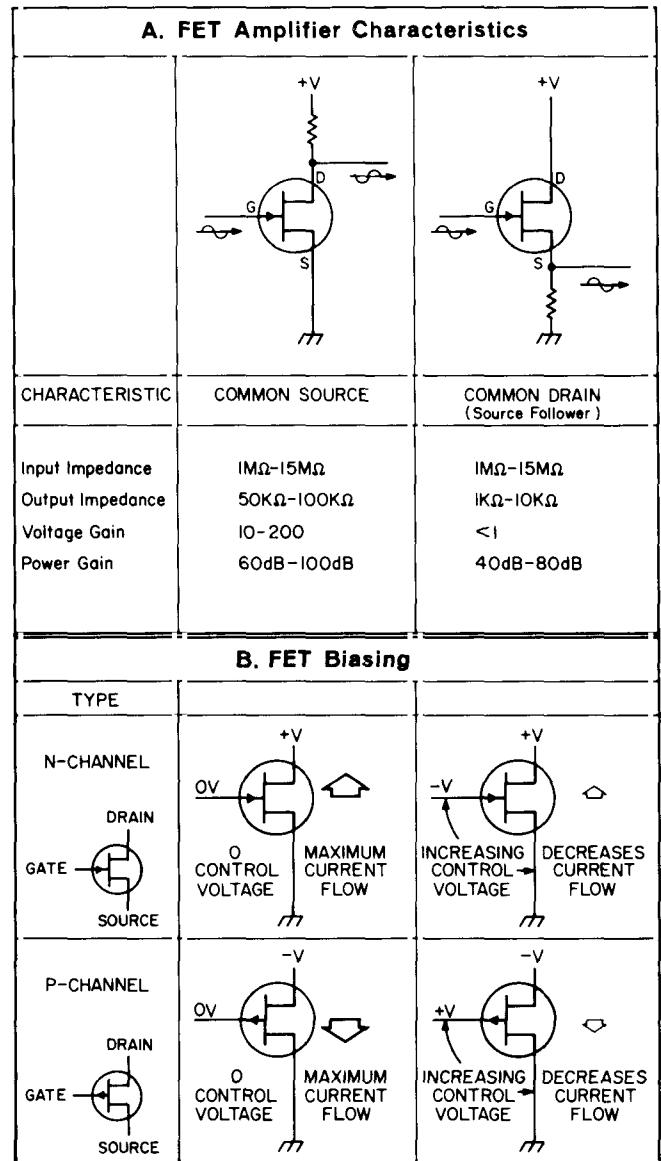 A. FET Amplifier Characteristics
+V
D
G
S
+V
D
G
S
CHARACTERISTIC COMMON SOURCE COMMON DRAIN
(Source Follower)
Input Impedance 1MΩ-15MΩ 1MΩ-15MΩ
Output Impedance 50KΩ-100KΩ 1KΩ-10KΩ
Voltage Gain 10-200 <1
Power Gain 60dB-100dB 40dB-80dB
B. FET Biasing
TYPE
N-CHANNEL
DRAIN
GATE
SOURCE
+V
0V
0 CONTROL VOLTAGE
MAXIMUM CURRENT FLOW
+V
-V
INCREASING CONTROL VOLTAGE
DECREASES CURRENT FLOW
P-CHANNEL
DRAIN
GATE
SOURCE
-V
0V
0 CONTROL VOLTAGE
MAXIMUM CURRENT FLOW
-V
+V
INCREASING CONTROL VOLTAGE
DECREASES CURRENT FLOW